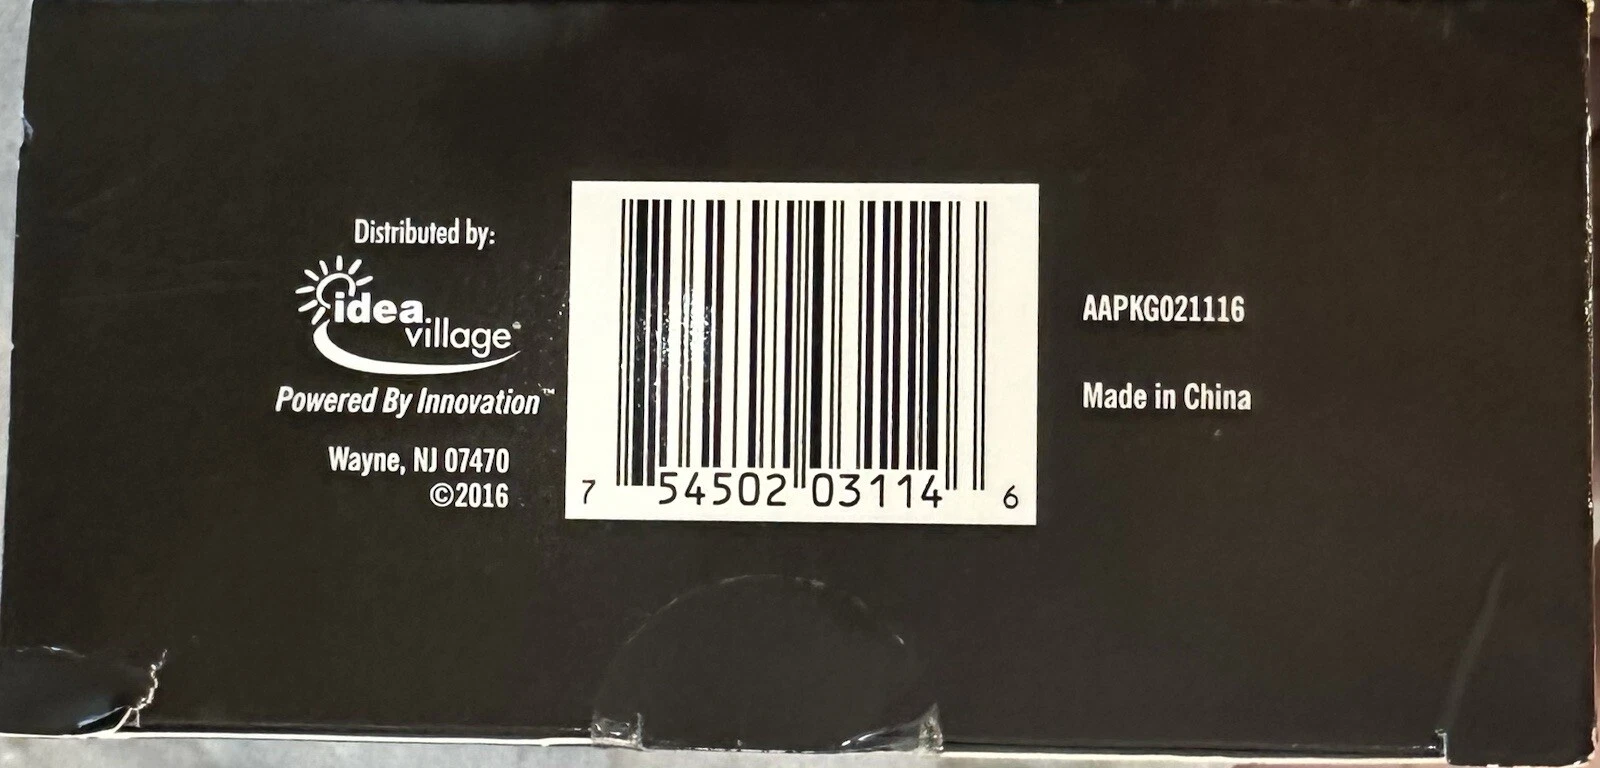 Distributed by:
idea
village®
Powered By Innovation™
Wayne, NJ 07470
©2016
7 54502 03114 6
AAPKG021116
Made in China